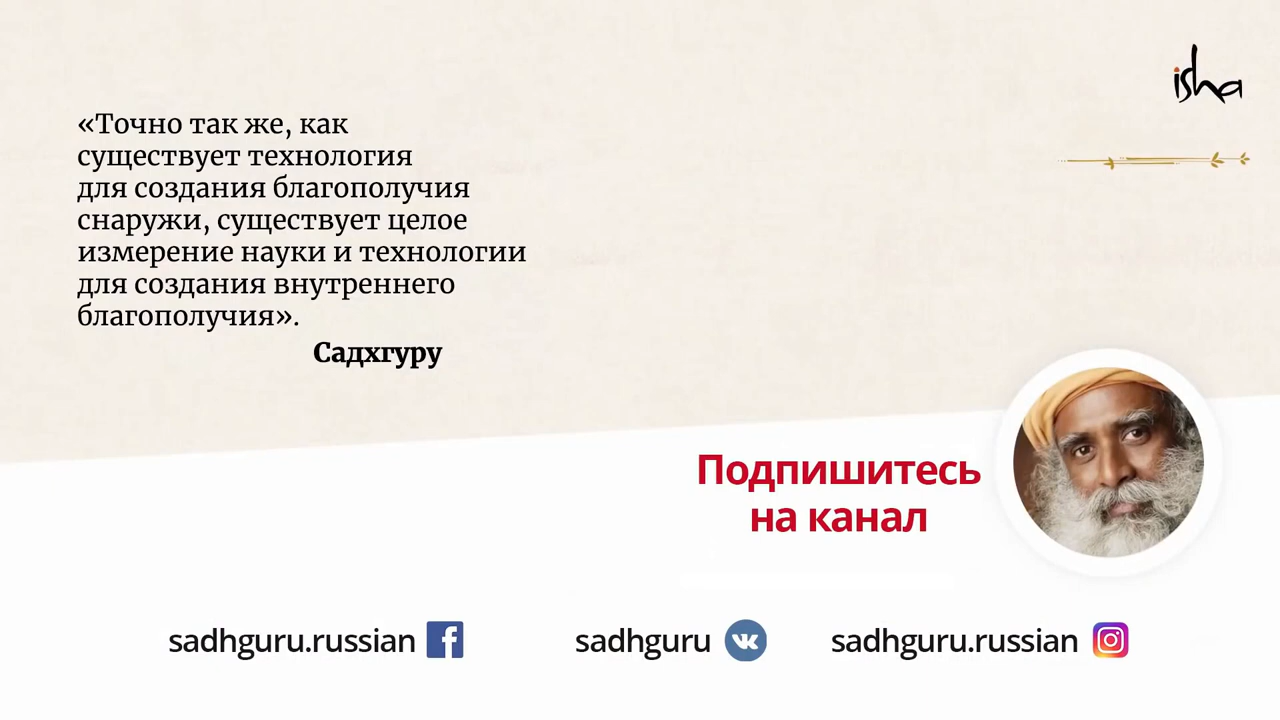 isha
«Точно так же, как
существует технология
для создания благополучия
снаружи, существует целое
измерение науки и технологии
для создания внутреннего
благополучия».
Садхгуру
Подпишитесь
на канал
sadhguru.russian
sadhguru
sadhguru.russian